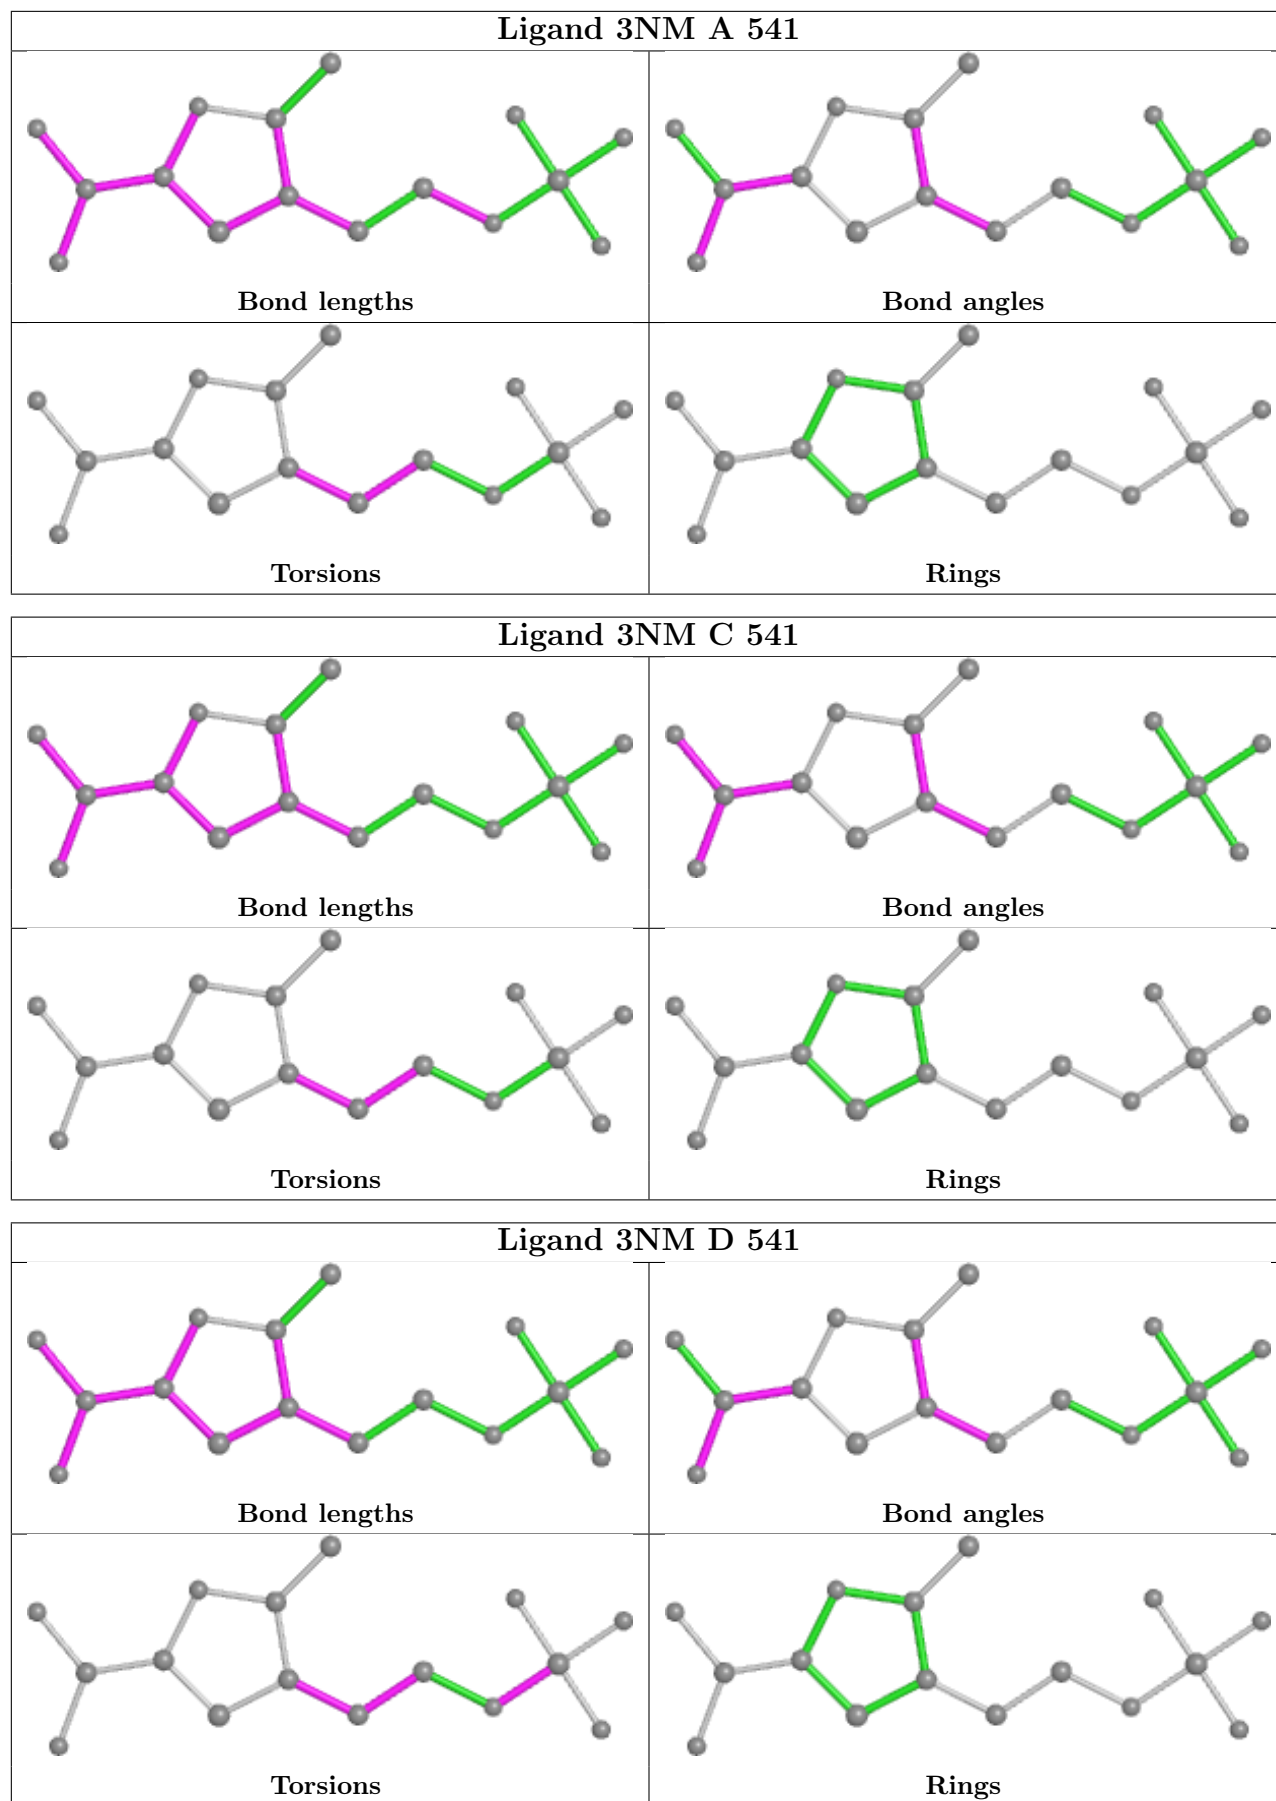 Ligand 3NM A 541
Bond lengths
Bond angles
Torsions
Rings
Ligand 3NM C 541
Bond lengths
Bond angles
Torsions
Rings
Ligand 3NM D 541
Bond lengths
Bond angles
Torsions
Rings